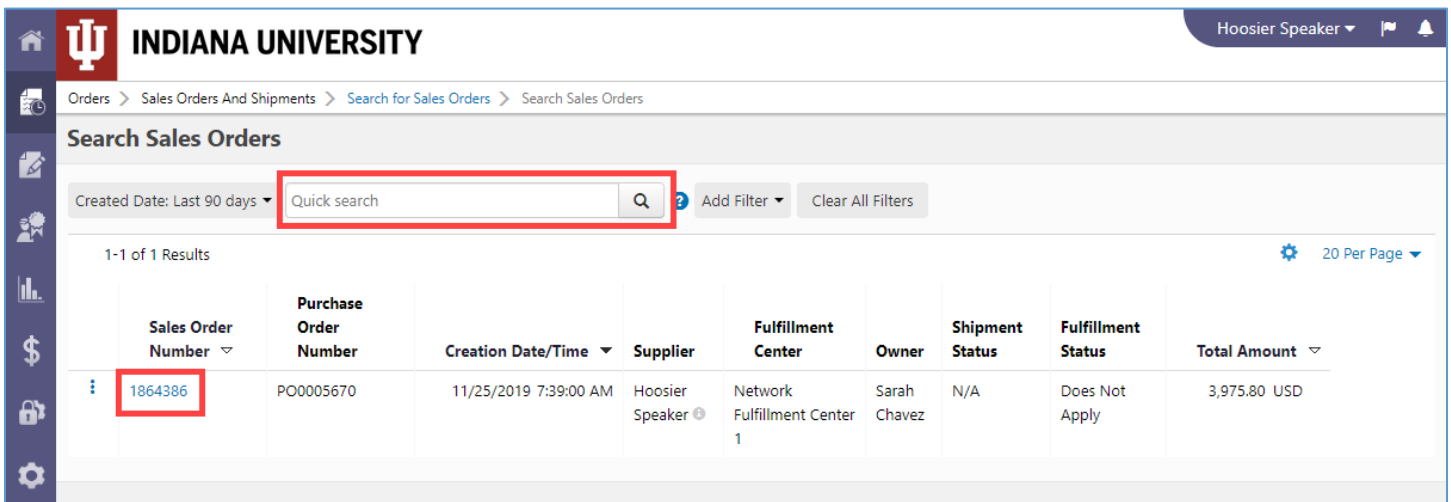 Hoosier Speaker
INDIANA UNIVERSITY
Orders > Sales Orders And Shipments > Search for Sales Orders > Search Sales Orders
Search Sales Orders
Created Date: Last 90 days Quick search ? Add Filter Clear All Filters
1-1 of 1 Results 20 Per Page
Sales Order Number Purchase Order Number Creation Date/Time Supplier Fulfillment Center Owner Shipment Status Fulfillment Status Total Amount
1864386 PO0005670 11/25/2019 7:39:00 AM Hoosier Speaker Network Fulfillment Center 1 Sarah Chavez N/A Does Not Apply 3,975.80 USD